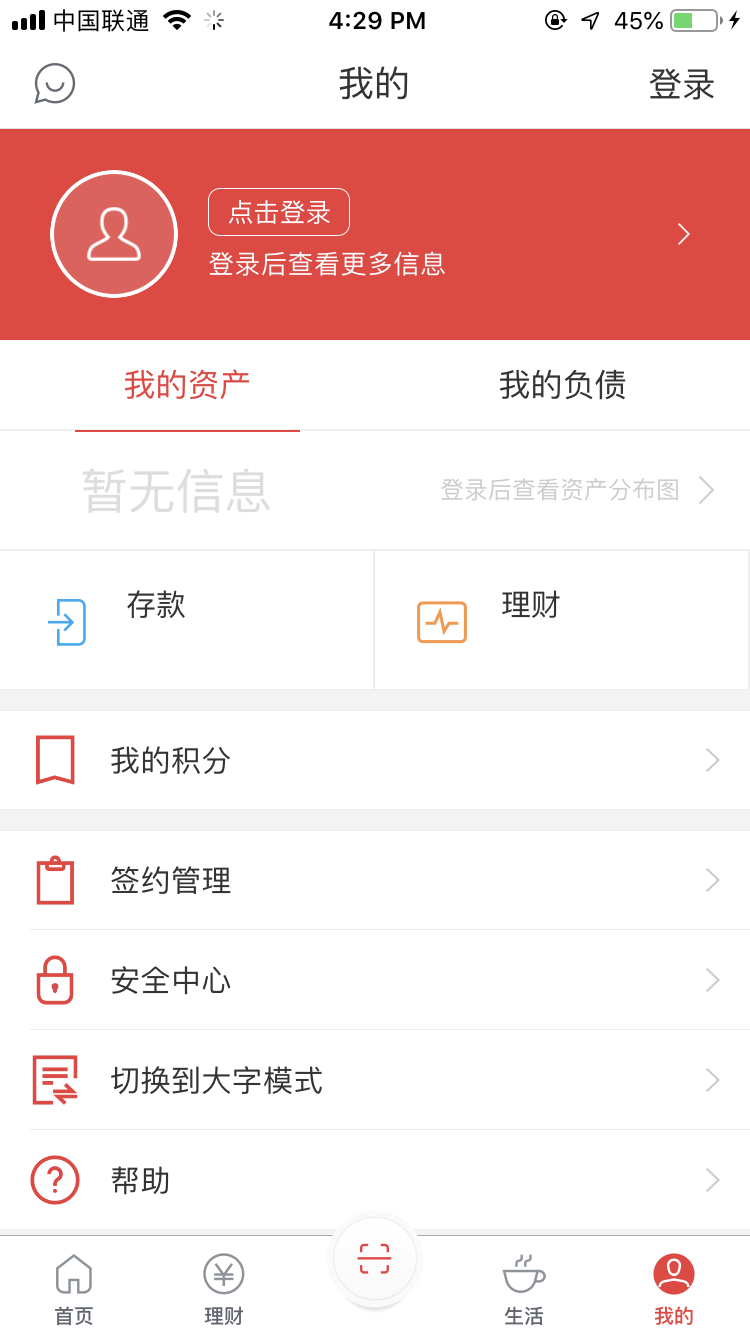 中国联通 4:29 PM 45%
我的 登录
点击登录
登录后查看更多信息
我的资产 我的负债
暂无信息 登录后查看资产分布图
存款 理财
我的积分
签约管理
安全中心
切换到大字模式
帮助
首页 理财 生活 我的